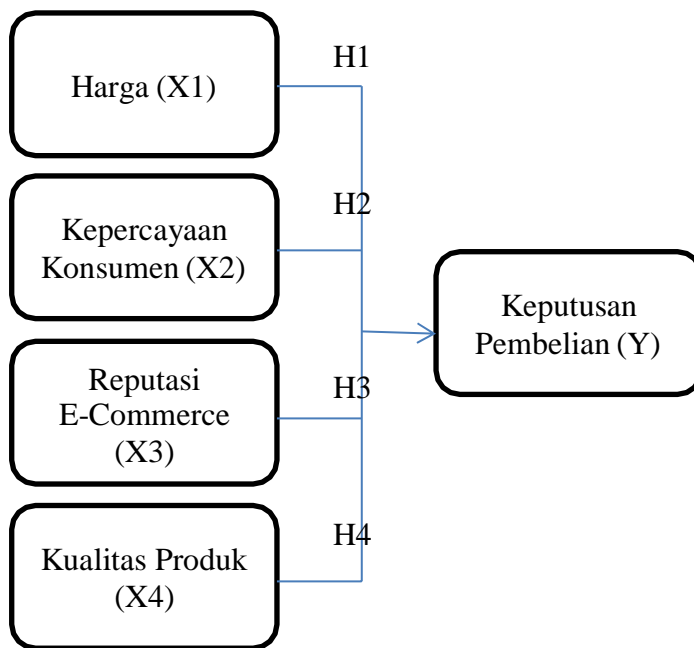 H1
Harga (X1)
H2
Kepercayaan
Konsumen (X2)
Keputusan
Pembelian (Y)
Reputasi
E-Commerce
(X3)
H3
H4
Kualitas Produk
(X4)